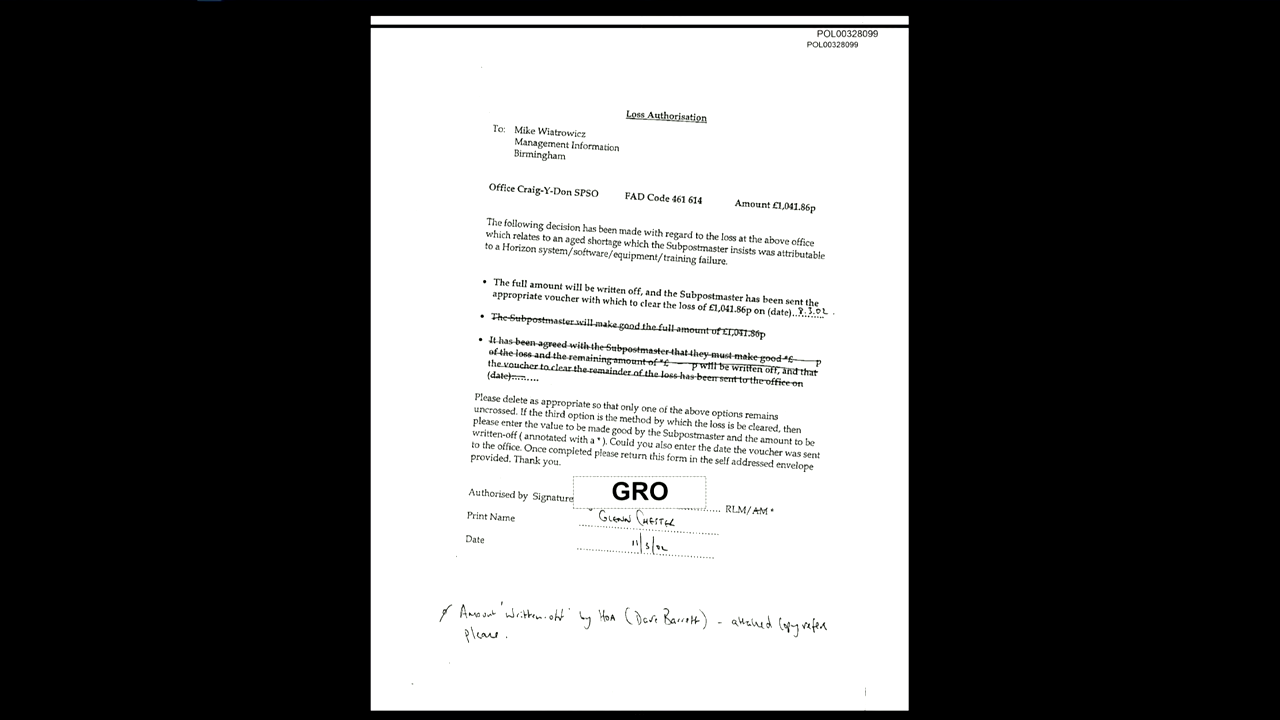 POL00328099
POL00328099
Loss Authorisation
To: Mike Wiatrowicz
Management Information
Birmingham
Office Craig-Y-Don SPSO FAD Code 461 614 Amount £1,041.86p
The following decision has been made with regard to the loss at the above office
which relates to an aged shortage which the Subpostmaster insists was attributable
to a Horizon system/software/equipment/training failure.
• The full amount will be written off, and the Subpostmaster has been sent the
appropriate voucher with which to clear the loss of £1,041.86p on (date)..8.3.02.
• The Subpostmaster will make good the full amount of £1,041.86p
• It has been agreed with the Subpostmaster that they must make good *£ p
of the loss and the remaining amount of *£ p will be written off, and that
the voucher to clear the remainder of the loss has been sent to the office on
(date)..........
Please delete as appropriate so that only one of the above options remains
uncrossed. If the third option is the method by which the loss is be cleared, then
please enter the value to be made good by the Subpostmaster and the amount to be
written-off ( annotated with a * ). Could you also enter the date the voucher was sent
to the office. Once completed please return this form in the self addressed envelope
provided. Thank you.
Authorised by Signature GRO RLM/AM*
Print Name GLENN CHESTER
Date 11/3/02
Amount 'written-off' by HOA (Dave Barrett) - attached copy refers
please.